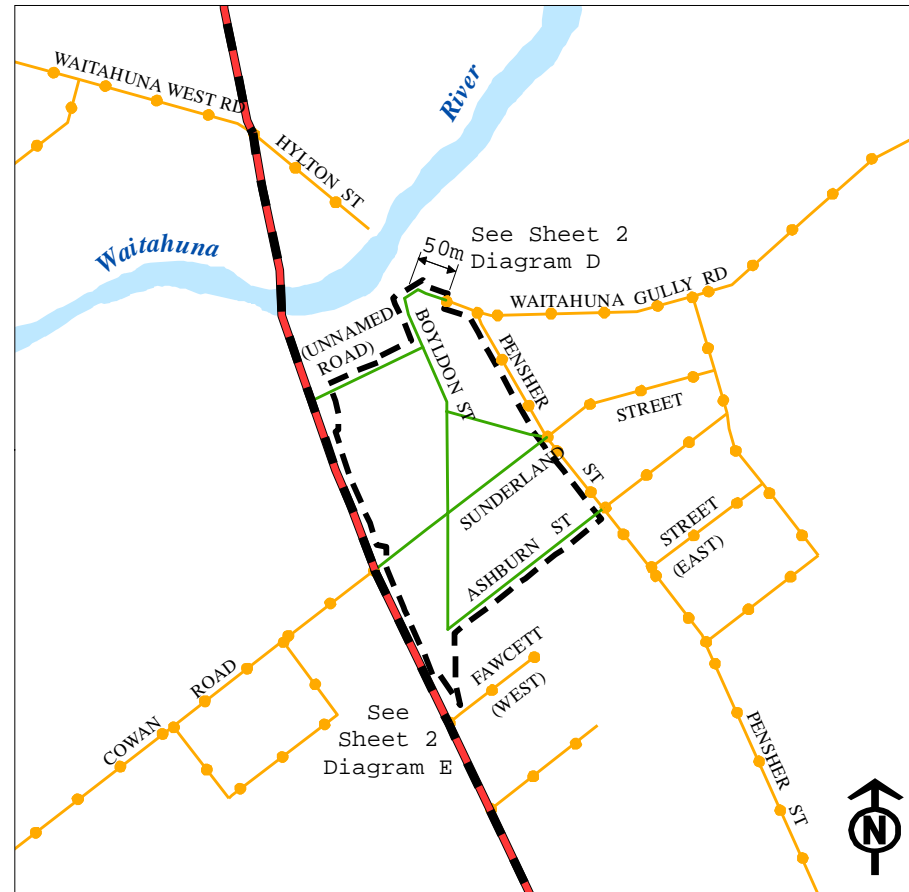 WAITAHUNA WEST RD
HYLTON ST
River
Waitahuna
See Sheet 2
Diagram D
50m
WAITAHUNA GULLY RD
(UNNAMED
ROAD)
BOYLDON ST
PENSHER ST
SUNDERLAND STREET
ASHBURN ST
STREET
(EAST)
FAWCETT
(WEST)
COWAN ROAD
See
Sheet 2
Diagram E
PENSHER ST
N